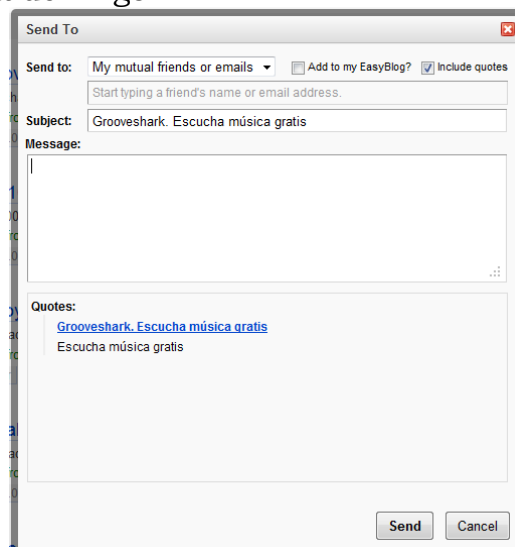 Send To
Send to: My mutual friends or emails Add to my EasyBlog? Include quotes
Start typing a friend's name or email address.
Subject: Grooveshark. Escucha música gratis
Message:
Quotes:
Grooveshark. Escucha música gratis
Escucha música gratis
Send Cancel